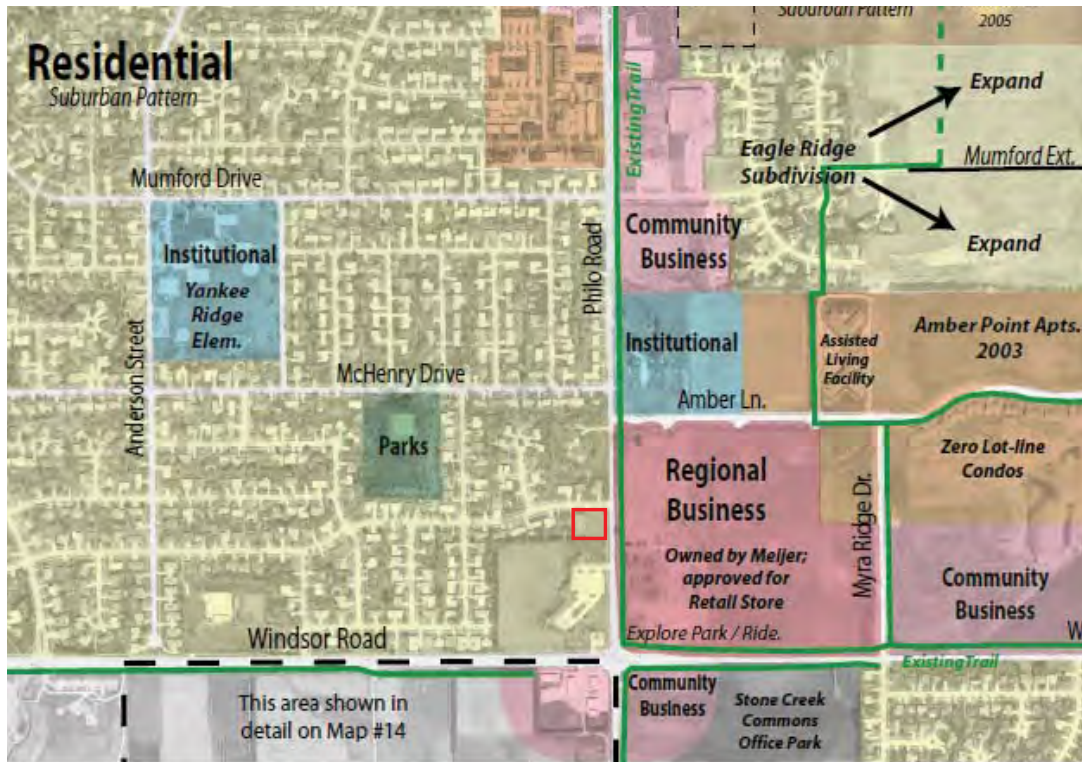 Residential
Suburban Pattern
Suburban Pattern
2005
Expand
Existing Trail
Eagle Ridge
Subdivision
Mumford Ext.
Mumford Drive
Expand
Community
Business
Institutional
Yankee
Ridge
Elem.
Philo Road
Anderson Street
Institutional
Assisted
Living
Facility
Amber Point Apts.
2003
McHenry Drive
Amber Ln.
Parks
Regional
Business
Zero Lot-line
Condos
Myra Ridge Dr.
Owned by Meijer;
approved for
Retail Store
Community
Business
Windsor Road
Explore Park / Ride.
W
Existing Trail
This area shown in
detail on Map #14
Community
Business
Stone Creek
Commons
Office Park